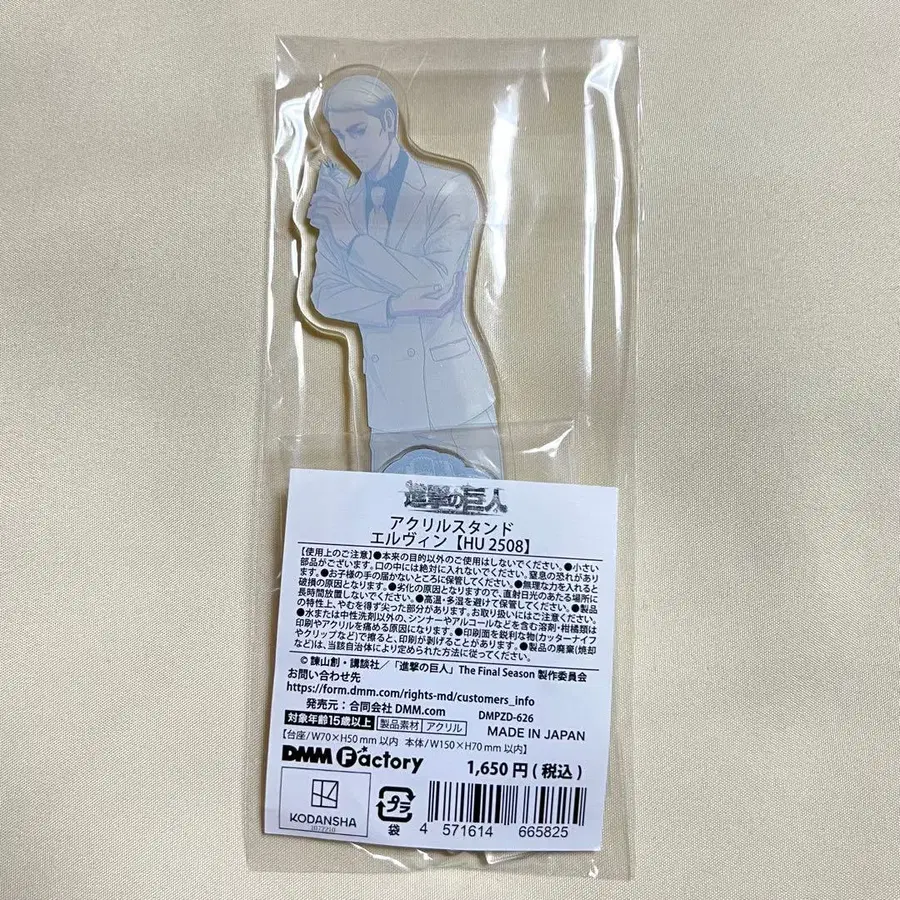 進撃の巨人
アクリルスタンド
エルヴィン【HU 2508】
【使用上のご注意】●本来の目的以外のご使用はしないでください。●小さい
部品がございます。口の中には絶対に入れないでください。窒息の恐れがあり
ます。●お子様の手の届かないところに保管してください。●無理な力を入れると
破損の原因となります。●劣化の原因となりますので、直射日光のあたる場所に
長時間放置しないでください。●高温・多湿を避けて保管してください。●製品
の特性上、やむを得ず尖った部分があります。お取り扱いにはご注意ください。
●水または中性洗剤以外の、シンナーやアルコールなどを含む溶剤・柑橘類は
印刷やアクリルを痛める原因になります。●印刷面を鋭利な物(カッターナイフ
やクリップなど)で擦ると、印刷が剥げることがあります。●製品の廃棄(焼却
など)は、当該自治体により定められた方法に従ってください。
© 諫山創・講談社／「進撃の巨人」The Final Season 製作委員会
お問い合わせ先
https://form.dmm.com/rights-md/customers_info
発売元：合同会社 DMM.com DMPZD-626
対象年齢15歳以上 製品素材 アクリル MADE IN JAPAN
【台座/W70×H50 mm 以内 本体/W150×H70 mm 以内】
DMM Factory 1,650 円 ( 税込 )
KODANSHA
2072210
プラ
袋
4 571614 665825